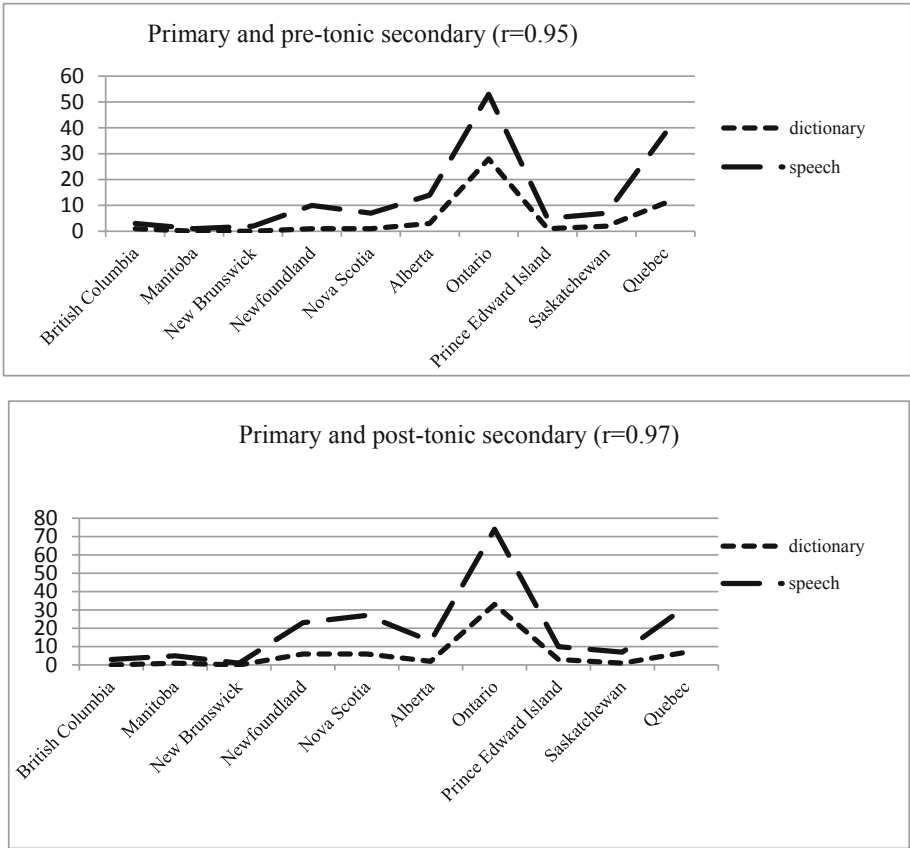 Primary and pre-tonic secondary (r=0.95)
60
50
40
30
20
10
0
dictionary
speech
British Columbia
Manitoba
New Brunswick
Newfoundland
Nova Scotia
Alberta
Ontario
Prince Edward Island
Saskatchewan
Quebec
Primary and post-tonic secondary (r=0.97)
80
70
60
50
40
30
20
10
0
dictionary
speech
British Columbia
Manitoba
New Brunswick
Newfoundland
Nova Scotia
Alberta
Ontario
Prince Edward Island
Saskatchewan
Quebec